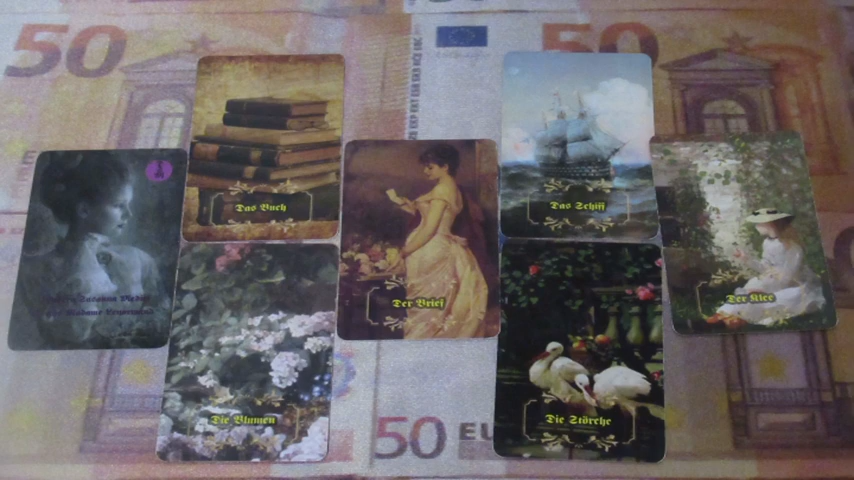 50
50
Das Buch
Das Schiff
Der Brief
Der Klee
Die Blumen
Die Störche
50 EU